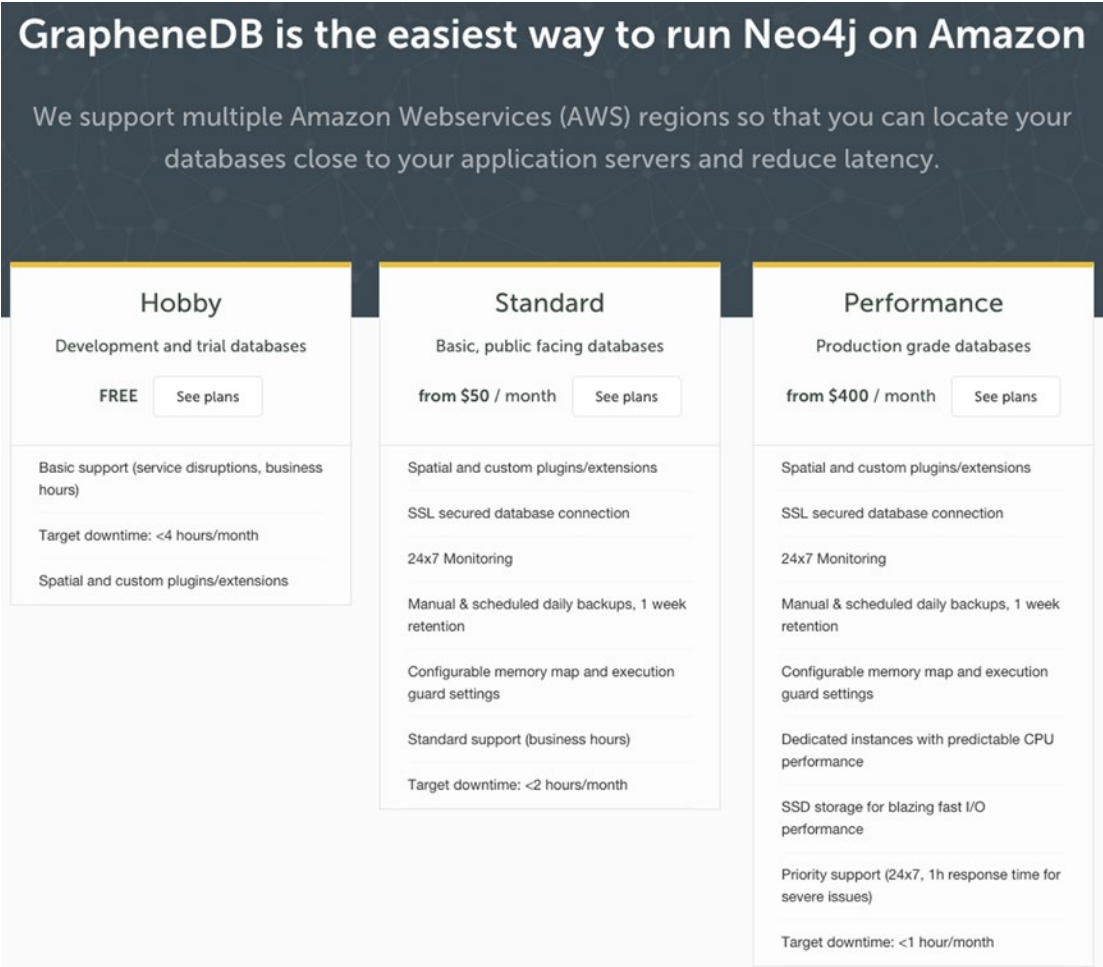 GrapheneDB is the easiest way to run Neo4j on Amazon
We support multiple Amazon Webservices (AWS) regions so that you can locate your
databases close to your application servers and reduce latency.
Hobby
Development and trial databases
FREE See plans
Basic support (service disruptions, business
hours)
Target downtime: <4 hours/month
Spatial and custom plugins/extensions
Standard
Basic, public facing databases
from $50 / month See plans
Spatial and custom plugins/extensions
SSL secured database connection
24x7 Monitoring
Manual & scheduled daily backups, 1 week
retention
Configurable memory map and execution
guard settings
Standard support (business hours)
Target downtime: <2 hours/month
Performance
Production grade databases
from $400 / month See plans
Spatial and custom plugins/extensions
SSL secured database connection
24x7 Monitoring
Manual & scheduled daily backups, 1 week
retention
Configurable memory map and execution
guard settings
Dedicated instances with predictable CPU
performance
SSD storage for blazing fast I/O
performance
Priority support (24x7, 1h response time for
severe issues)
Target downtime: <1 hour/month